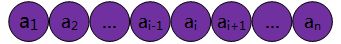 a₁ a₂ ... aᵢ₋₁ aᵢ aᵢ₊₁ ... aₙ